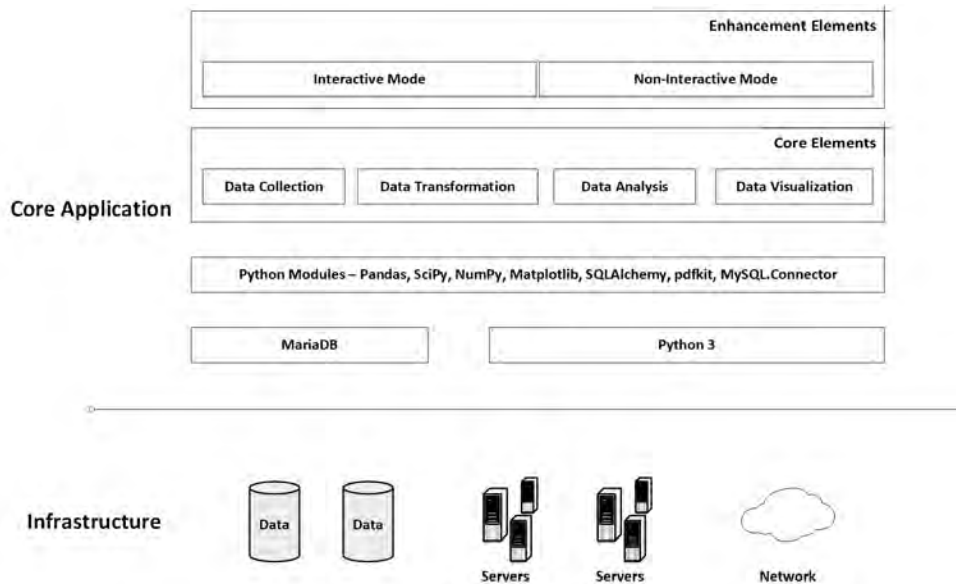 Enhancement Elements
Interactive Mode
Non-Interactive Mode
Core Elements
Data Collection
Data Transformation
Data Analysis
Data Visualization
Core Application
Python Modules – Pandas, SciPy, NumPy, Matplotlib, SQLAlchemy, pdfkit, MySQL.Connector
MariaDB
Python 3
Infrastructure
Data
Data
Servers
Servers
Network